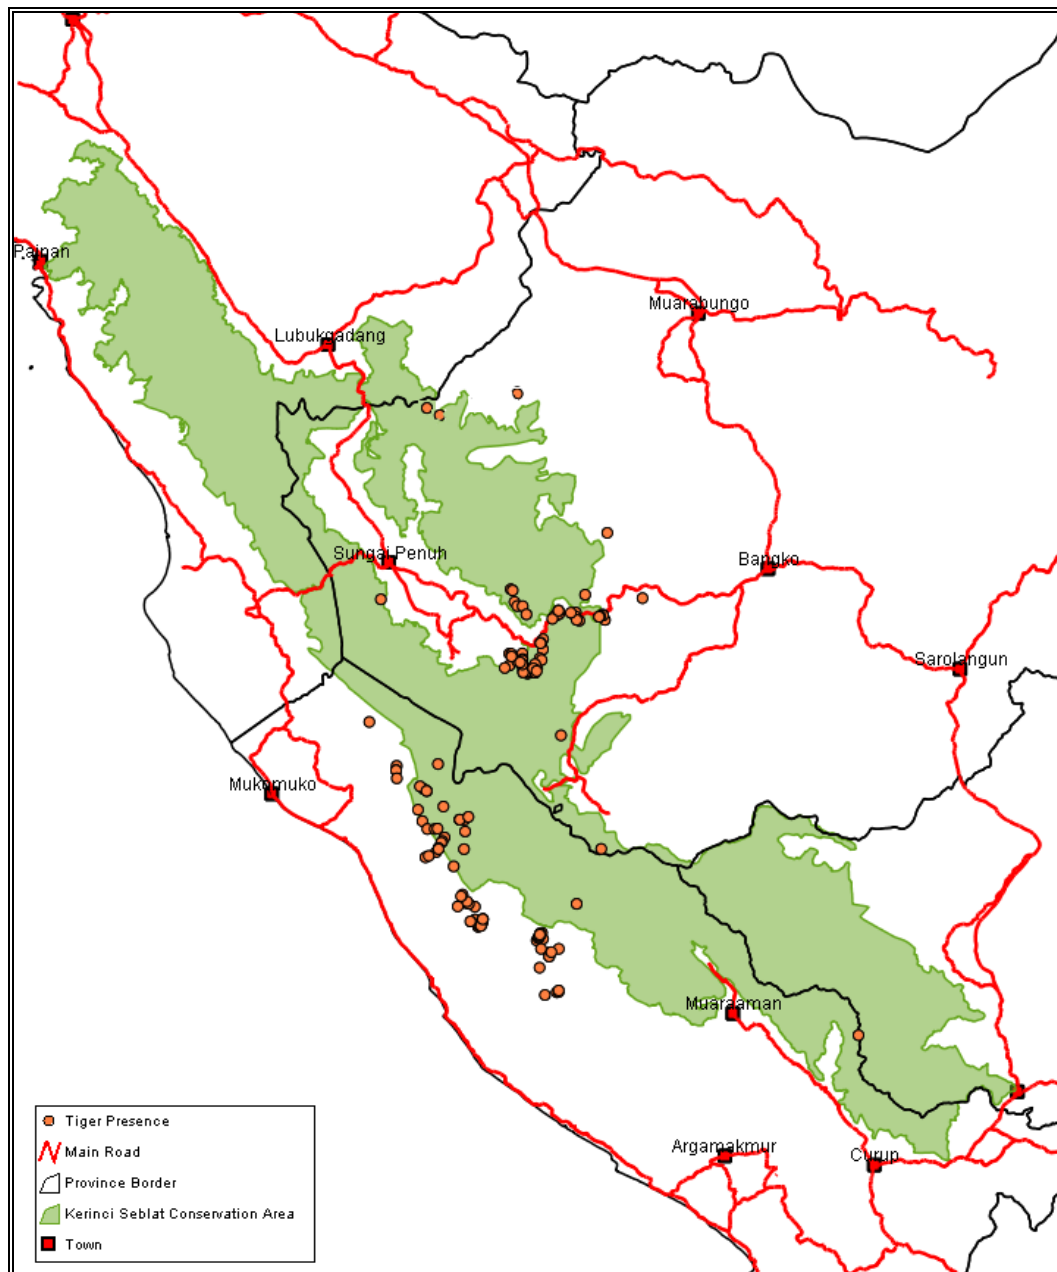 Painan
Muarabungo
Lubukgadang
Sungai Penuh
Bangko
Sarolangun
Mukomuko
Muaraaman
Argamakmur
Curup
Tiger Presence
Main Road
Province Border
Kerinci Seblat Conservation Area
Town